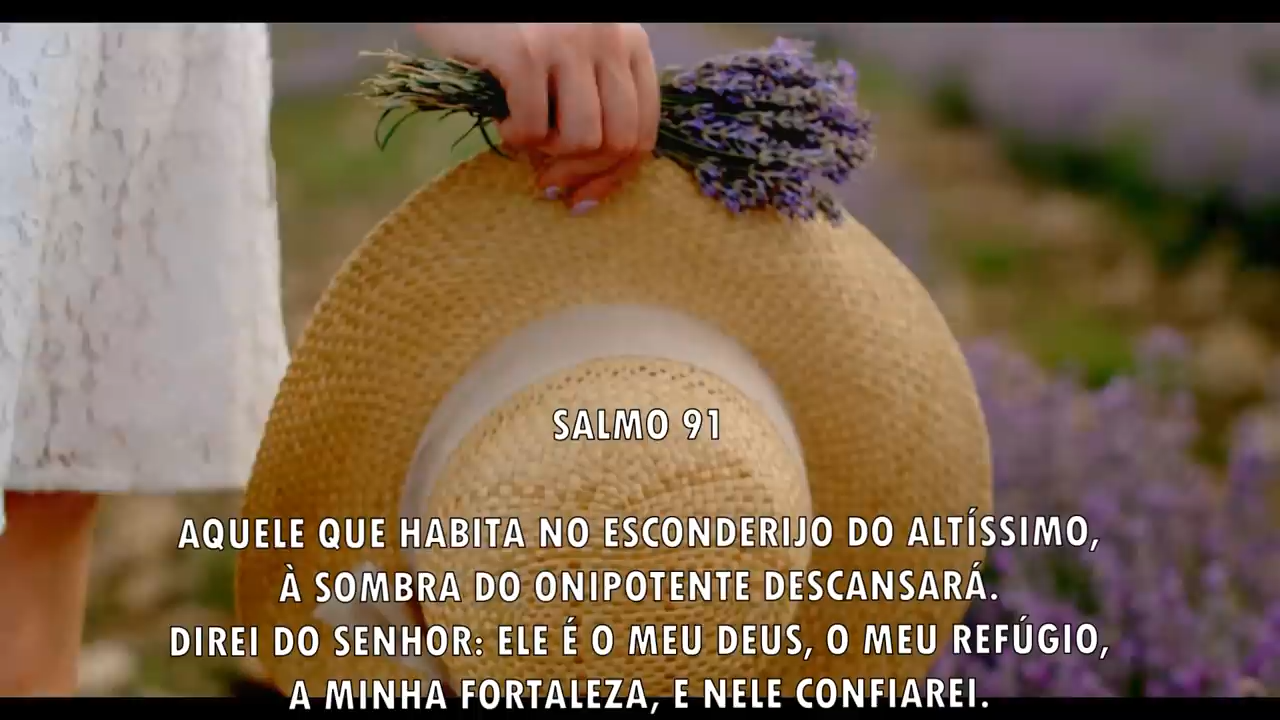 SALMO 91
AQUELE QUE HABITA NO ESCONDERIJO DO ALTÍSSIMO,
À SOMBRA DO ONIPOTENTE DESCANSARÁ.
DIREI DO SENHOR: ELE É O MEU DEUS, O MEU REFÚGIO,
A MINHA FORTALEZA, E NELE CONFIAREI.